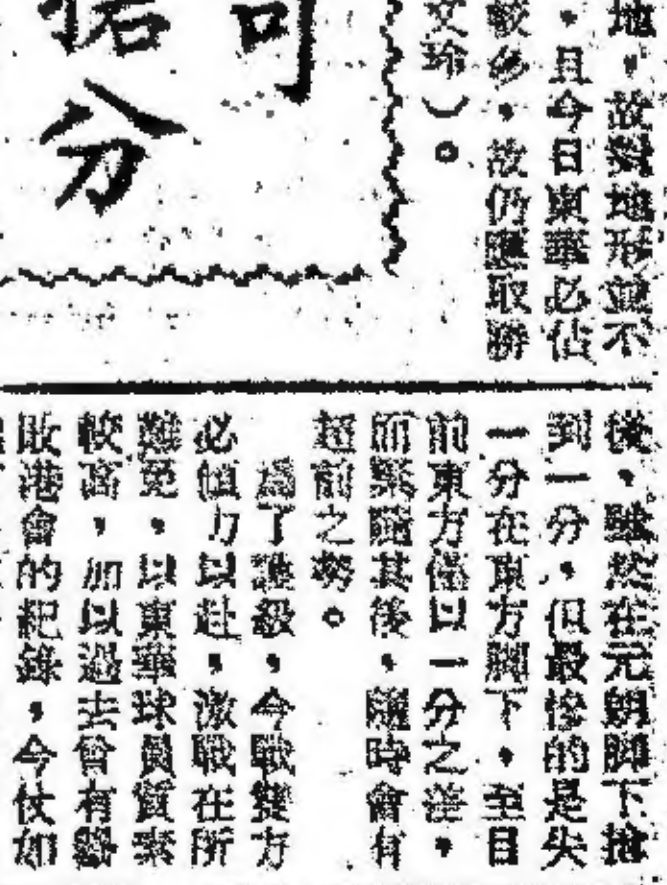 地，故對地形並不
，且今日東華必佔
較多，故仍應取勝
文珍）。
可
分
後，雖然在元朗脚下搶
到一分，但最慘的是失
一分在東方脚下，至目
前東方僅以一分之差，
而緊隨其後，隨時會有
超前之勢。
爲了護級，今戰雙方
必傾力以赴，激戰在所
難免，以東華球員質素
較高，加以過去曾有擊
敗港會的紀錄，今仗如